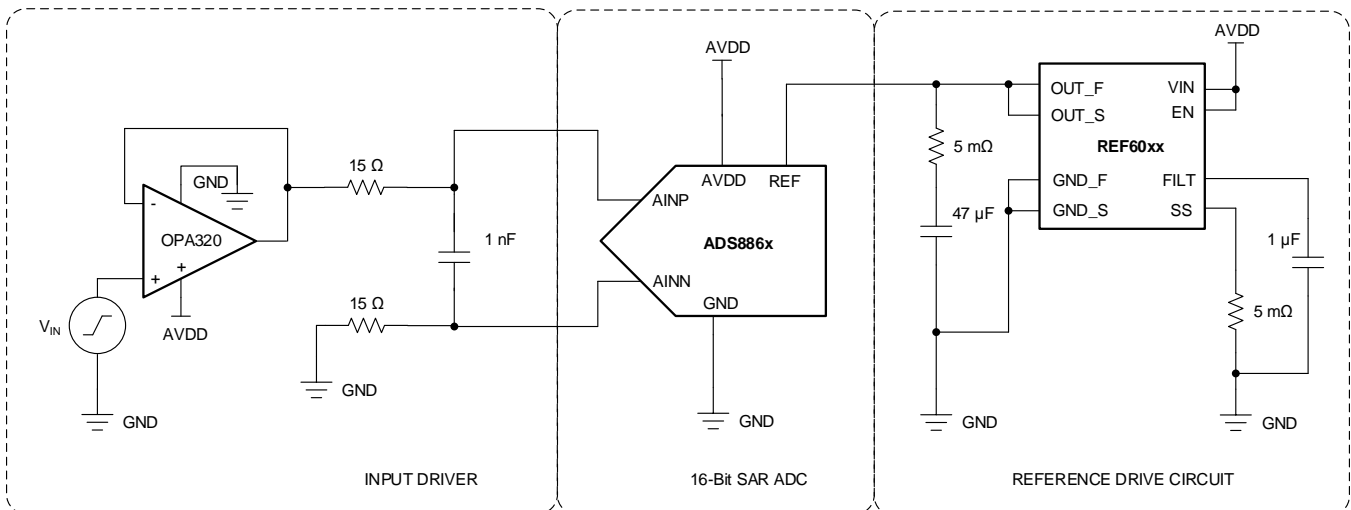 -
GND
OPA320
+
+
AVDD
VIN
GND
15 Ω
15 Ω
1 nF
GND
INPUT DRIVER
AVDD
AVDD
REF
AINP
ADS886x
AINN
GND
GND
16-Bit SAR ADC
AVDD
OUT_F
VIN
OUT_S
EN
REF60xx
GND_F
FILT
GND_S
SS
5 mΩ
47 µF
1 µF
5 mΩ
GND
GND
REFERENCE DRIVE CIRCUIT